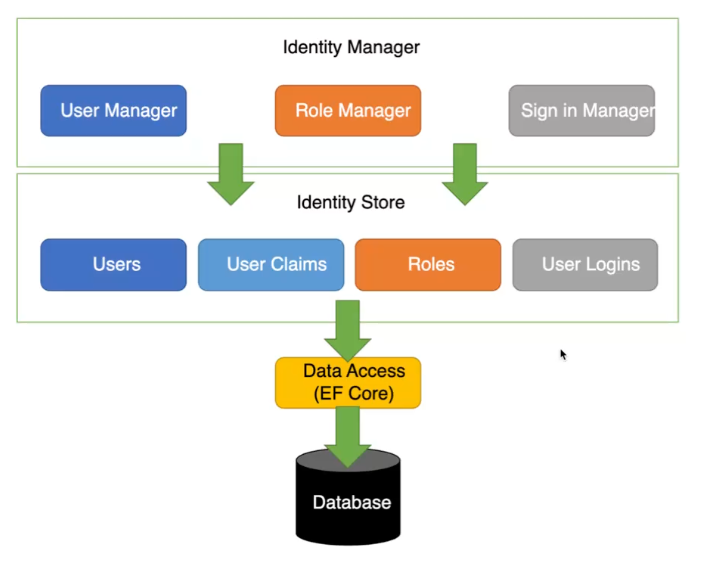 Identity Manager
User Manager
Role Manager
Sign in Manager
Identity Store
Users
User Claims
Roles
User Logins
Data Access
(EF Core)
Database